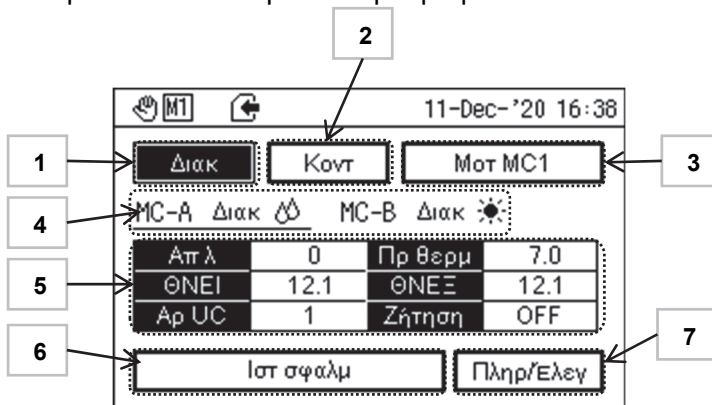 2
M1 11-Dec-'20 16:38
1 Διακ Κοντ Μοτ MC1 3
4 MC-A Διακ MC-B Διακ
Απ λ 0 Πρ θερμ 7.0
5 ΘΝΕΙ 12.1 ΘΝΕΞ 12.1
Αρ UC 1 Ζήτηση OFF
6 Ιστ σφαλμ Πληρ/Έλεγ 7